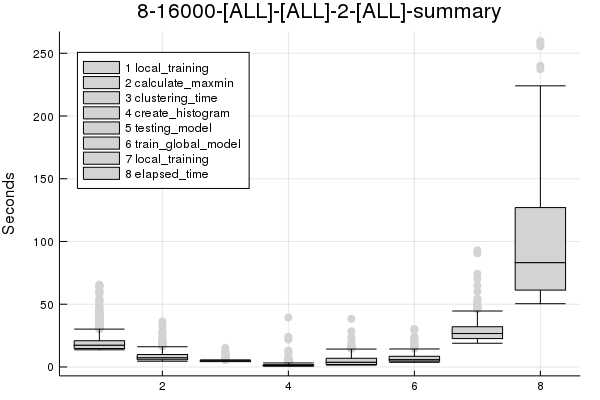 8-16000-[ALL]-[ALL]-2-[ALL]-summary
Seconds
250
200
150
100
50
0
1 local_training
2 calculate_maxmin
3 clustering_time
4 create_histogram
5 testing_model
6 train_global_model
7 local_training
8 elapsed_time
2 4 6 8